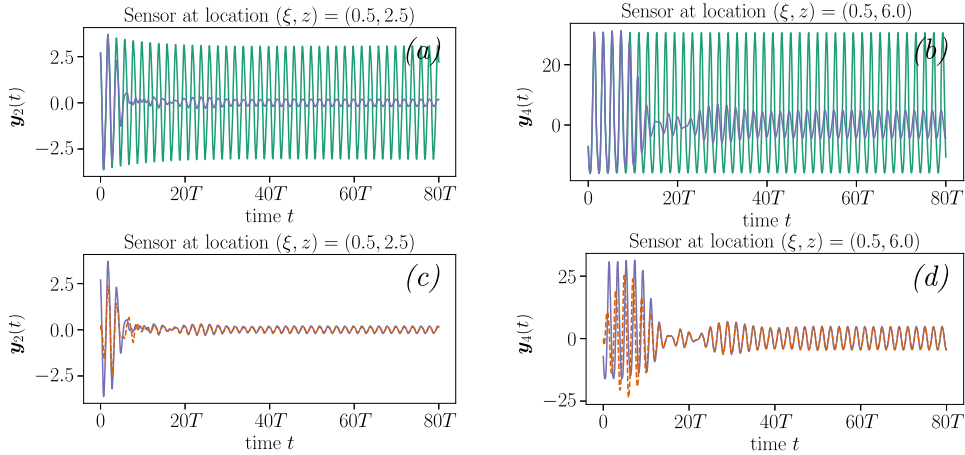 Sensor at location (ξ, z) = (0.5, 2.5)
(a)
y₂(t)
2.5
0.0
−2.5
0
20T
40T
60T
80T
time t
Sensor at location (ξ, z) = (0.5, 6.0)
(b)
y₄(t)
20
0
0
20T
40T
60T
80T
time t
Sensor at location (ξ, z) = (0.5, 2.5)
(c)
y₂(t)
2.5
0.0
−2.5
0
20T
40T
60T
80T
time t
Sensor at location (ξ, z) = (0.5, 6.0)
(d)
y₄(t)
25
0
−25
0
20T
40T
60T
80T
time t